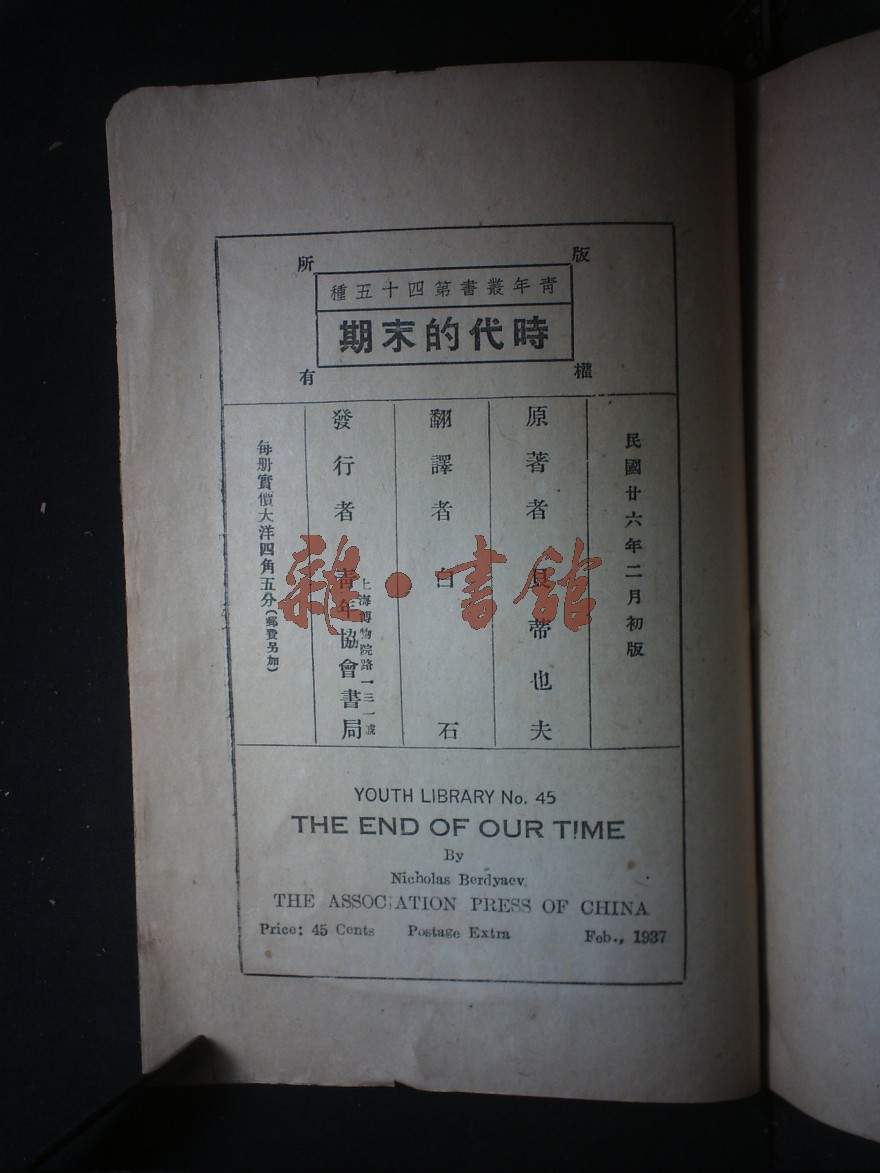 版權所有
青年叢書第四十五種
時代的末期
民國廿六年二月初版
原著者 貝蒂也夫
翻譯者 白石
發行者 青年協會書局
上海博物院路一三一號
每册實價大洋四角五分(郵費另加)
雜·書館
YOUTH LIBRARY No. 45
THE END OF OUR TIME
By
Nicholas Berdyaev
THE ASSOCIATION PRESS OF CHINA
Price: 45 Cents Postage Extra Feb., 1937